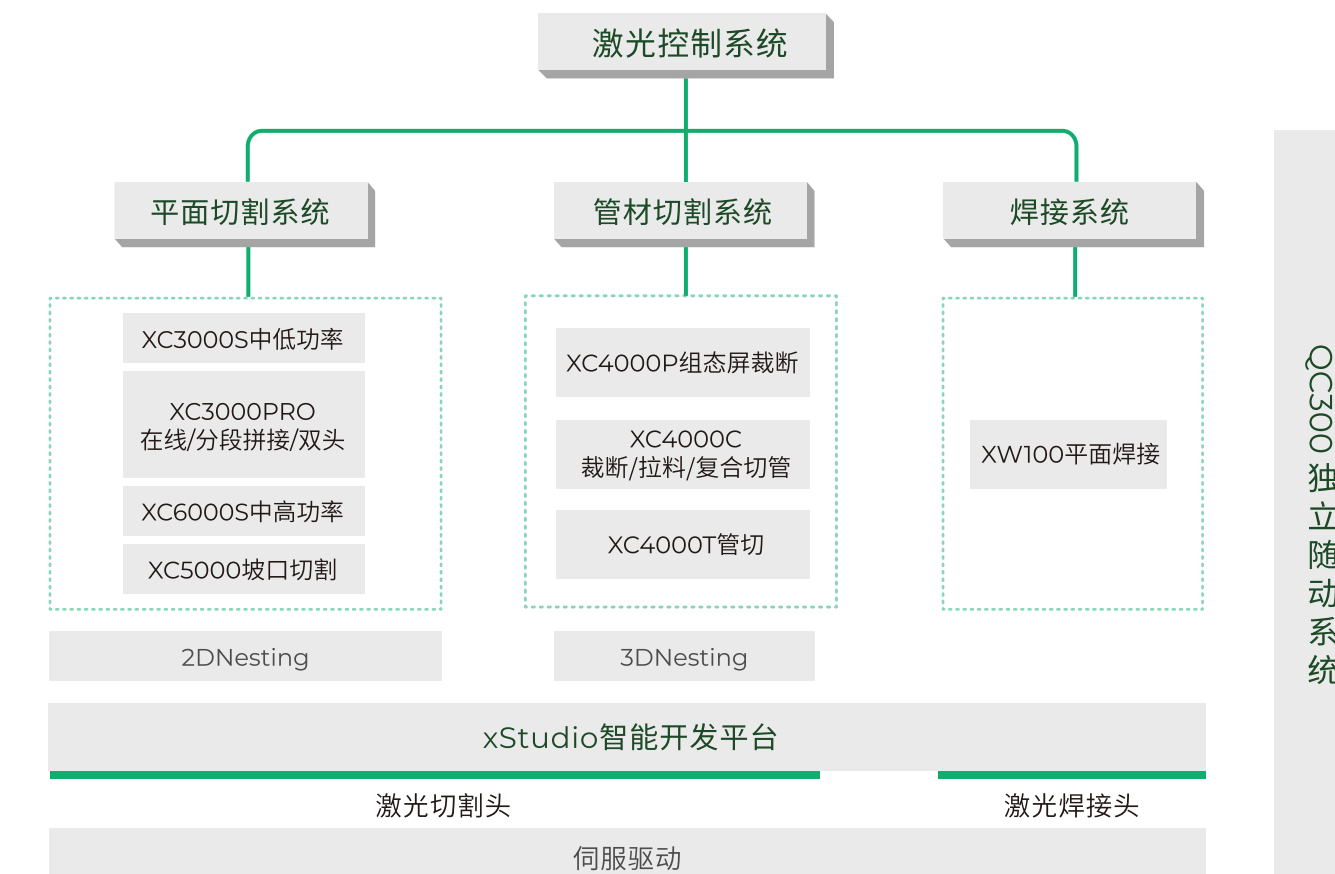 激光控制系统
平面切割系统
管材切割系统
焊接系统
XC3000S中低功率
XC3000PRO
在线/分段拼接/双头
XC6000S中高功率
XC5000坡口切割
XC4000P组态屏裁断
XC4000C
裁断/拉料/复合切管
XC4000T管切
XW100平面焊接
2DNesting
3DNesting
xStudio智能开发平台
激光切割头
激光焊接头
伺服驱动
QC300独立随动系统